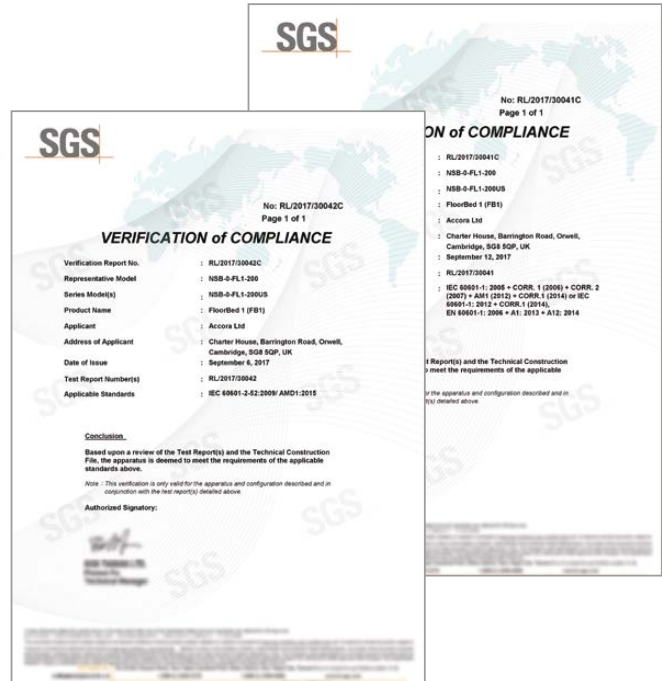 SGS
No: RL/2017/30041C
Page 1 of 1
ON of COMPLIANCE
: RL/2017/30041C
: NSB-0-FL1-200
: NSB-0-FL1-200US
: FloorBed 1 (FB1)
: Accora Ltd
: Charter House, Barrington Road, Orwell,
Cambridge, SG8 5QP, UK
: September 12, 2017
: RL/2017/30041
: IEC 60601-1: 2005 + CORR. 1 (2006) + CORR. 2
(2007) + AM1 (2012) + CORR.1 (2014) or IEC
60601-1: 2012 + CORR.1 (2014),
EN 60601-1: 2006 + A1: 2013 + A12: 2014
t Report(s) and the Technical Construction
o meet the requirements of the applicable
or the apparatus and configuration described and in
t(s) detailed above.
SGS
No: RL/2017/30042C
Page 1 of 1
VERIFICATION of COMPLIANCE
Verification Report No. : RL/2017/30042C
Representative Model : NSB-0-FL1-200
Series Model(s) : NSB-0-FL1-200US
Product Name : FloorBed 1 (FB1)
Applicant : Accora Ltd
Address of Applicant : Charter House, Barrington Road, Orwell,
Cambridge, SG8 5QP, UK
Date of Issue : September 6, 2017
Test Report Number(s) : RL/2017/30042
Applicable Standards : IEC 60601-2-52:2009/ AMD1:2015
Conclusion
Based upon a review of the Test Report(s) and the Technical Construction
File, the apparatus is deemed to meet the requirements of the applicable
standards above.
Note : This verification is only valid for the apparatus and configuration described and in
conjunction with the test report(s) detailed above.
Authorized Signatory: